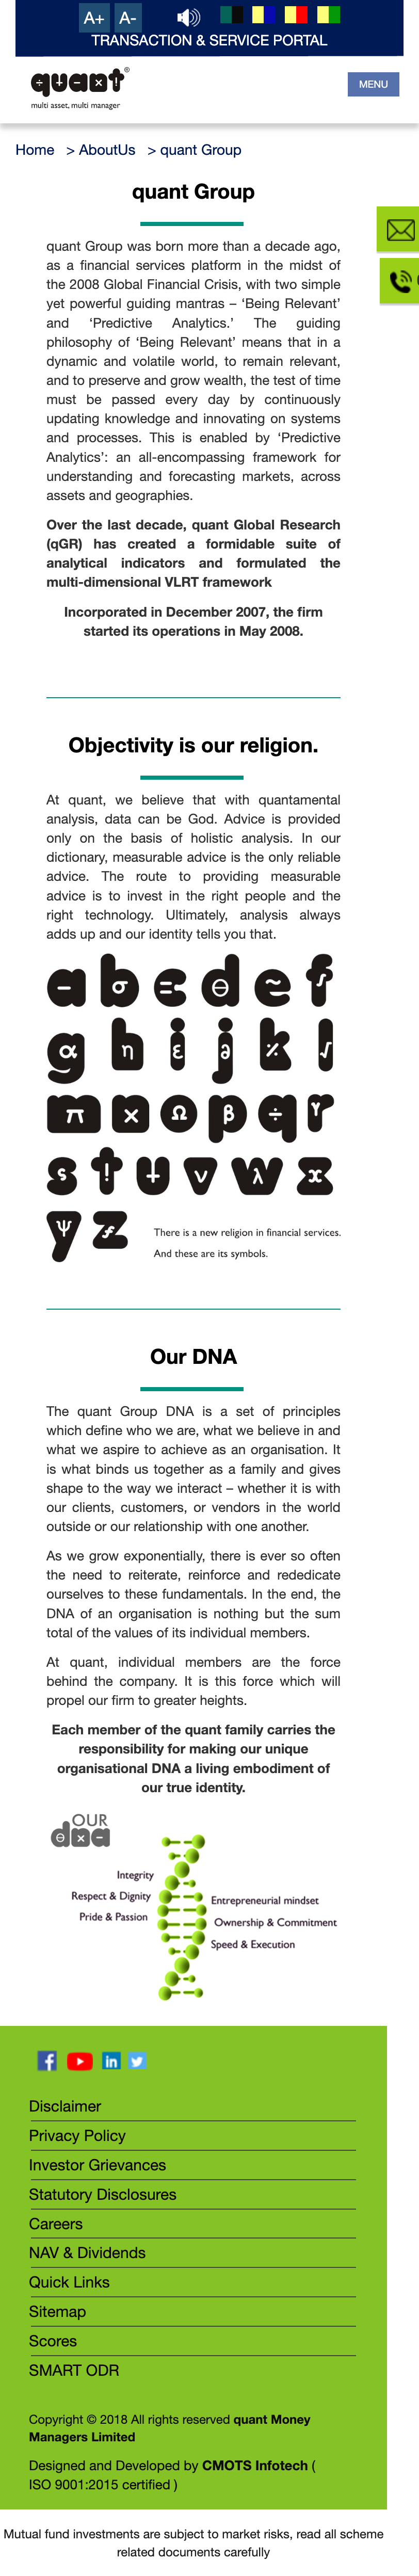 A+ A-
TRANSACTION & SERVICE PORTAL
quant®
multi asset, multi manager
MENU
Home > AboutUs > quant Group
quant Group
quant Group was born more than a decade ago,
as a financial services platform in the midst of
the 2008 Global Financial Crisis, with two simple
yet powerful guiding mantras – ‘Being Relevant’
and ‘Predictive Analytics.’ The guiding
philosophy of ‘Being Relevant’ means that in a
dynamic and volatile world, to remain relevant,
and to preserve and grow wealth, the test of time
must be passed every day by continuously
updating knowledge and innovating on systems
and processes. This is enabled by ‘Predictive
Analytics’: an all-encompassing framework for
understanding and forecasting markets, across
assets and geographies.
Over the last decade, quant Global Research
(qGR) has created a formidable suite of
analytical indicators and formulated the
multi-dimensional VLRT framework
Incorporated in December 2007, the firm
started its operations in May 2008.
Objectivity is our religion.
At quant, we believe that with quantamental
analysis, data can be God. Advice is provided
only on the basis of holistic analysis. In our
dictionary, measurable advice is the only reliable
advice. The route to providing measurable
advice is to invest in the right people and the
right technology. Ultimately, analysis always
adds up and our identity tells you that.
a b c d e f
g h i j k l
m n o p q r
s t u v w x
y z
There is a new religion in financial services.
And these are its symbols.
Our DNA
The quant Group DNA is a set of principles
which define who we are, what we believe in and
what we aspire to achieve as an organisation. It
is what binds us together as a family and gives
shape to the way we interact – whether it is with
our clients, customers, or vendors in the world
outside or our relationship with one another.
As we grow exponentially, there is ever so often
the need to reiterate, reinforce and rededicate
ourselves to these fundamentals. In the end, the
DNA of an organisation is nothing but the sum
total of the values of its individual members.
At quant, individual members are the force
behind the company. It is this force which will
propel our firm to greater heights.
Each member of the quant family carries the
responsibility for making our unique
organisational DNA a living embodiment of
our true identity.
OUR
dna
Integrity
Respect & Dignity
Pride & Passion
Entrepreneurial mindset
Ownership & Commitment
Speed & Execution
Disclaimer
Privacy Policy
Investor Grievances
Statutory Disclosures
Careers
NAV & Dividends
Quick Links
Sitemap
Scores
SMART ODR
Copyright © 2018 All rights reserved quant Money
Managers Limited
Designed and Developed by CMOTS Infotech (
ISO 9001:2015 certified )
Mutual fund investments are subject to market risks, read all scheme
related documents carefully